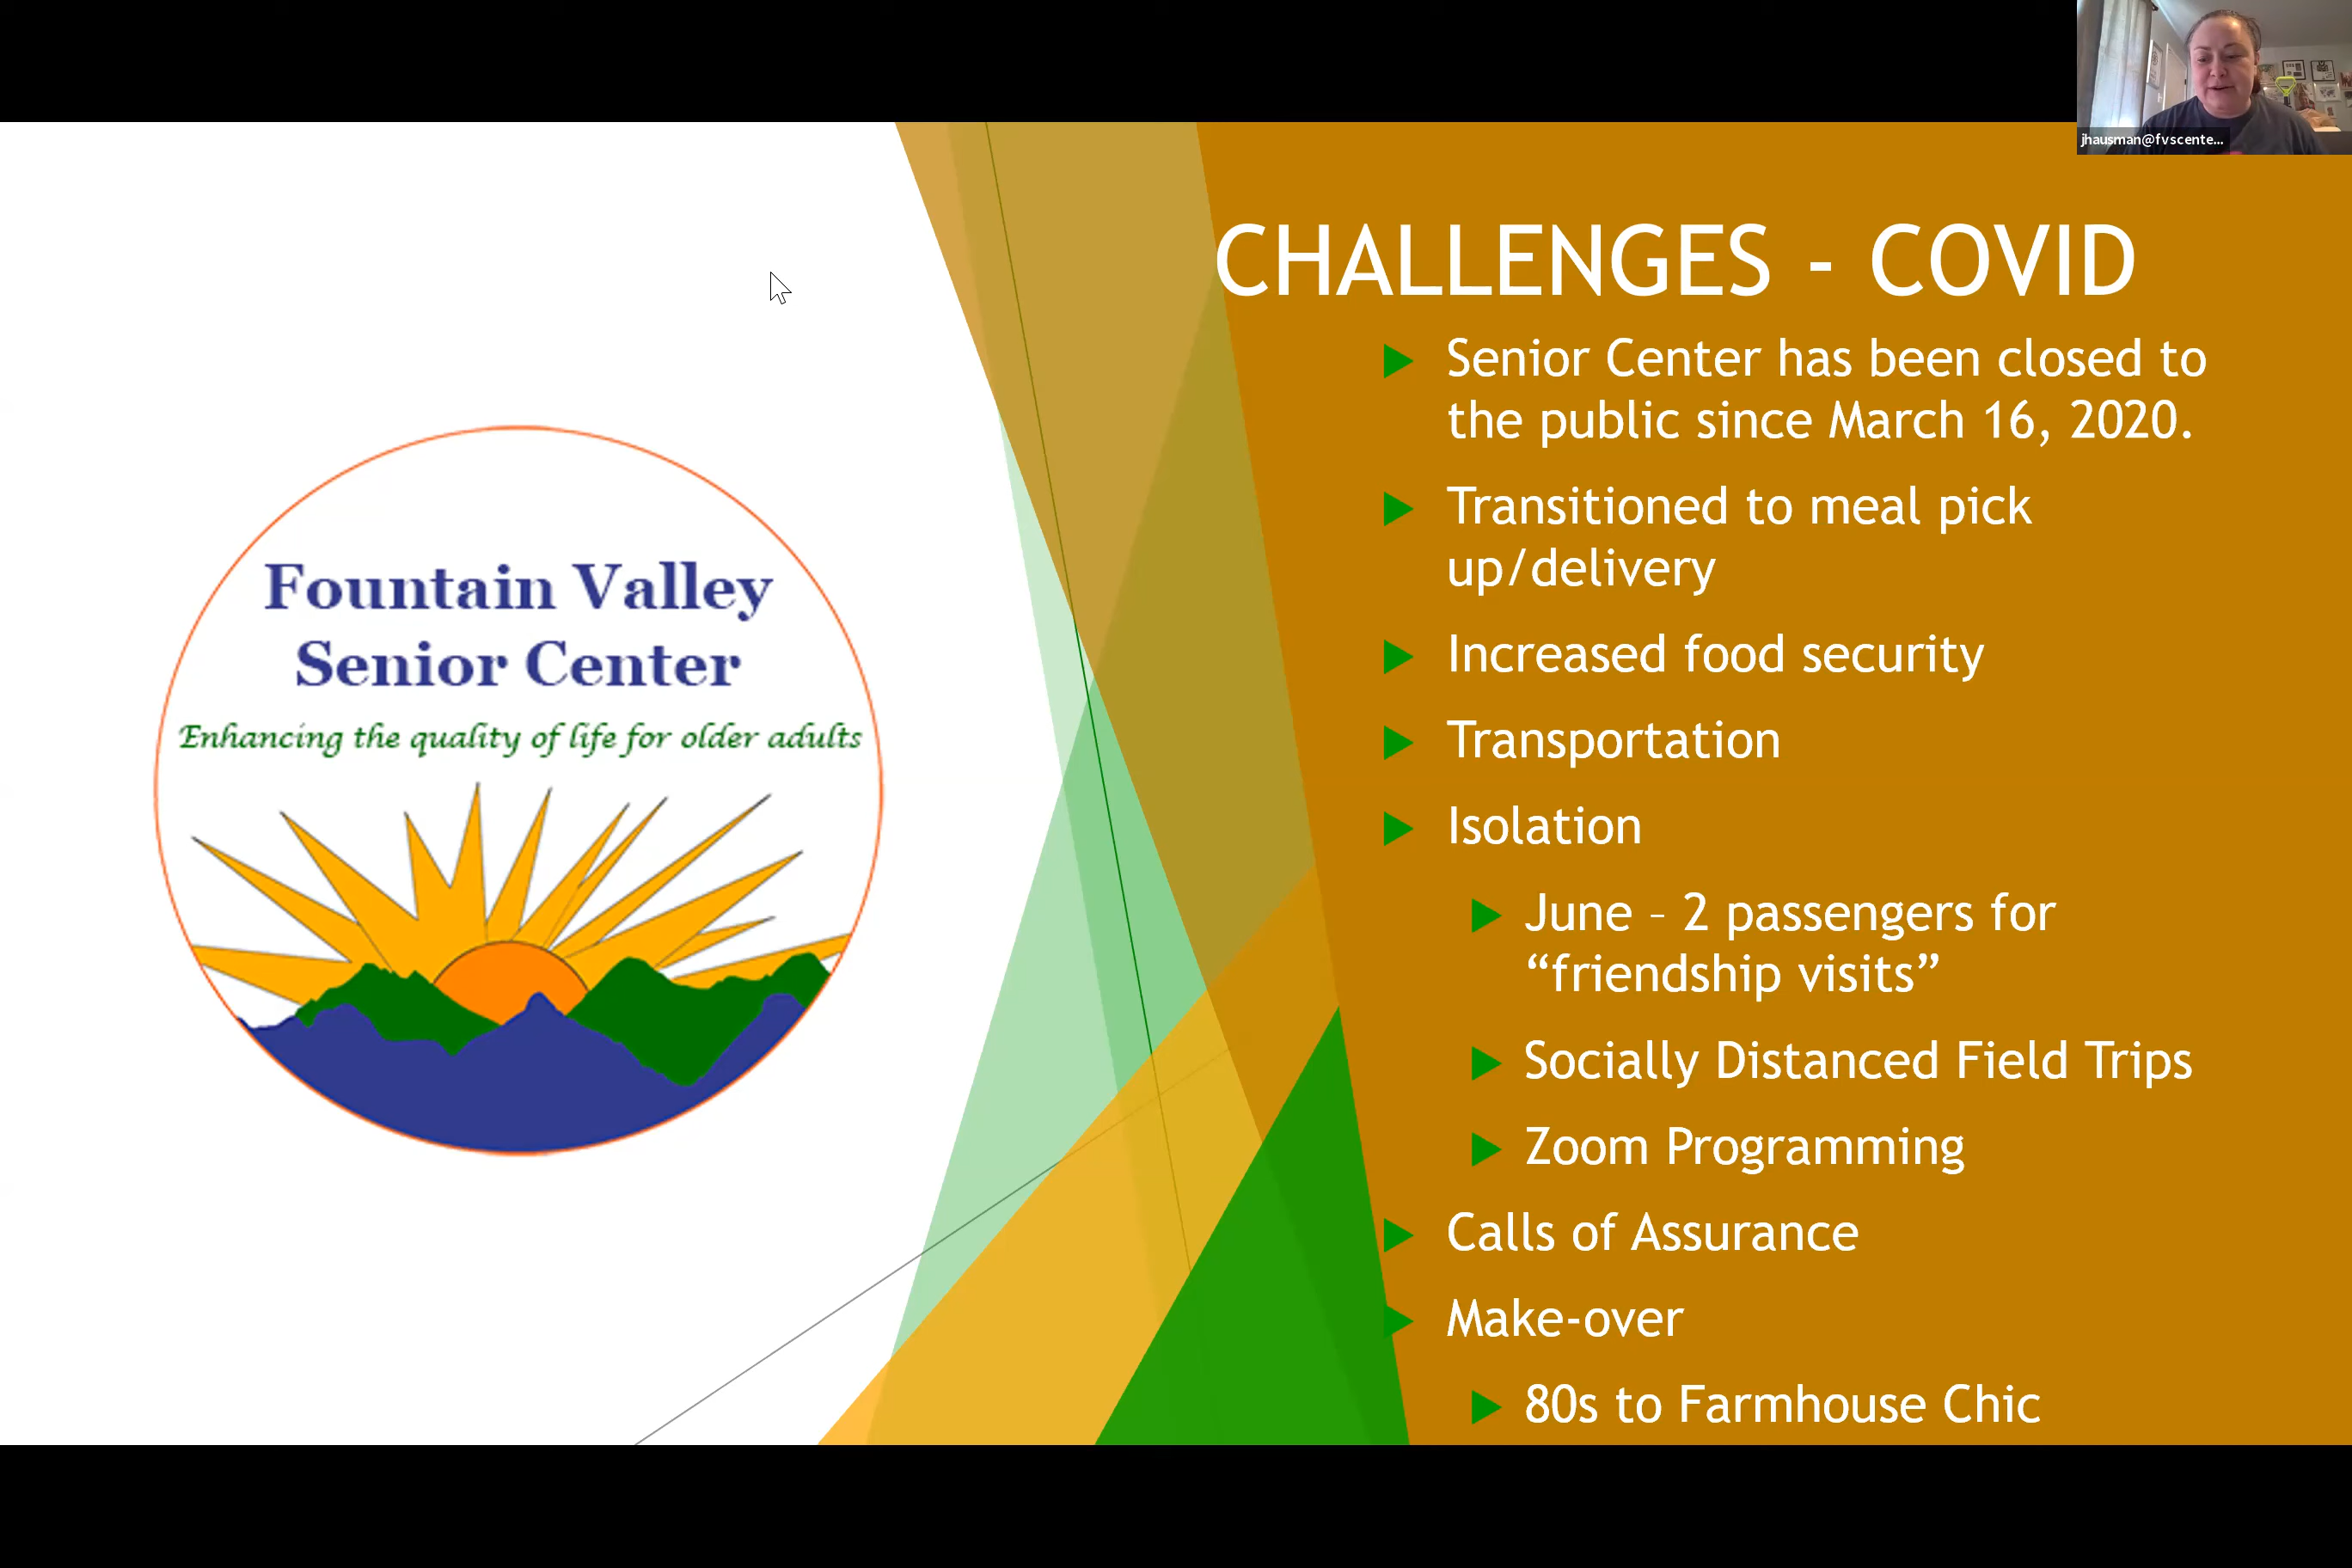 jhausman@fvscente...
Fountain Valley
Senior Center
Enhancing the quality of life for older adults
CHALLENGES - COVID
Senior Center has been closed to
the public since March 16, 2020.
Transitioned to meal pick
up/delivery
Increased food security
Transportation
Isolation
June – 2 passengers for
“friendship visits”
Socially Distanced Field Trips
Zoom Programming
Calls of Assurance
Make-over
80s to Farmhouse Chic